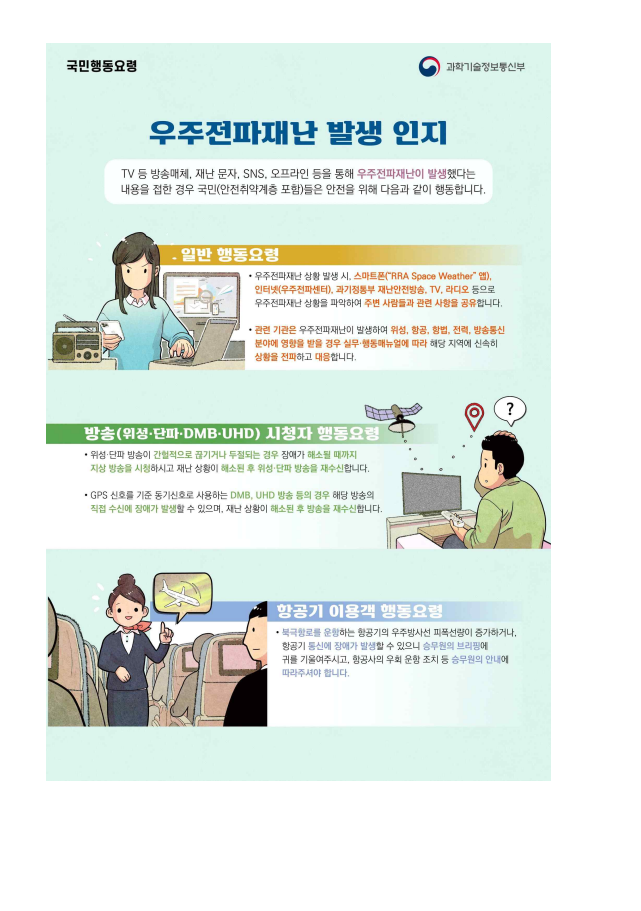 국민행동요령
과학기술정보통신부
우주전파재난 발생 인지
TV 등 방송매체, 재난 문자, SNS, 오프라인 등을 통해 우주전파재난이 발생했다는
내용을 접한 경우 국민(안전취약계층 포함)들은 안전을 위해 다음과 같이 행동합니다.
- 일반 행동요령
• 우주전파재난 상황 발생 시, 스마트폰("RRA Space Weather" 앱),
인터넷(우주전파센터), 과기정통부 재난안전방송, TV, 라디오 등으로
우주전파재난 상황을 파악하여 주변 사람들과 관련 사항을 공유합니다.
• 관련 기관은 우주전파재난이 발생하여 위성, 항공, 항법, 전력, 방송통신
분야에 영향을 받을 경우 실무·행동매뉴얼에 따라 해당 지역에 신속히
상황을 전파하고 대응합니다.
?
방송(위성·단파·DMB·UHD) 시청자 행동요령
• 위성·단파 방송이 간헐적으로 끊기거나 두절되는 경우 장애가 해소될 때까지
지상 방송을 시청하시고 재난 상황이 해소된 후 위성·단파 방송을 재수신합니다.
• GPS 신호를 기준 동기신호로 사용하는 DMB, UHD 방송 등의 경우 해당 방송의
직접 수신에 장애가 발생할 수 있으며, 재난 상황이 해소된 후 방송을 재수신합니다.
항공기 이용객 행동요령
• 북극항로를 운항하는 항공기의 우주방사선 피폭선량이 증가하거나,
항공기 통신에 장애가 발생할 수 있으니 승무원의 브리핑에
귀를 기울여주시고, 항공사의 우회 운항 조치 등 승무원의 안내에
따라주셔야 합니다.